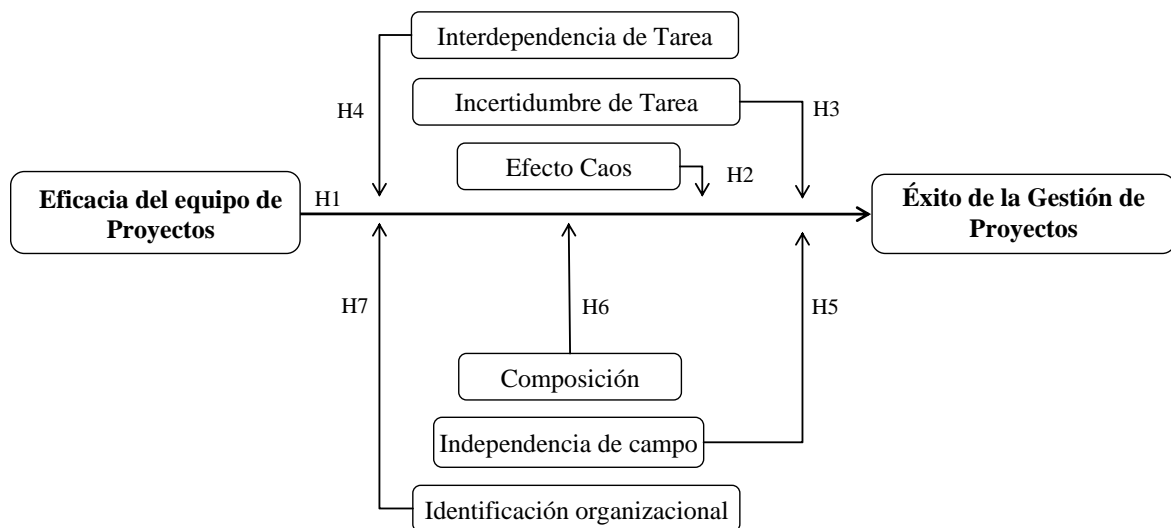 Interdependencia de Tarea
Incertidumbre de Tarea
H4
H3
Efecto Caos
H2
Eficacia del equipo de
Proyectos
H1
Éxito de la Gestión de
Proyectos
H7
H6
H5
Composición
Independencia de campo
Identificación organizacional